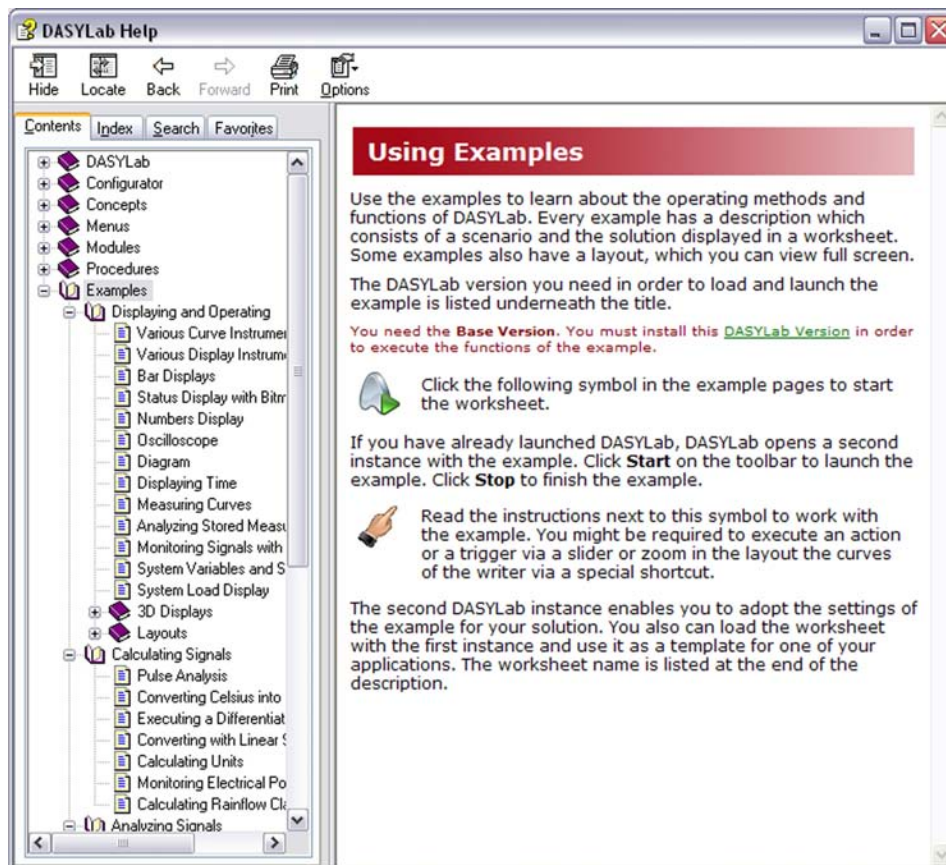 DASYLab Help
Hide Locate Back Forward Print Options
Contents Index Search Favorites
DASYLab
Configurator
Concepts
Menus
Modules
Procedures
Examples
Displaying and Operating
Various Curve Instrumen
Various Display Instrum
Bar Displays
Status Display with Bitm
Numbers Display
Oscilloscope
Diagram
Displaying Time
Measuring Curves
Analyzing Stored Measu
Monitoring Signals with
System Variables and S
System Load Display
3D Displays
Layouts
Calculating Signals
Pulse Analysis
Converting Celsius into
Executing a Differentiat
Converting with Linear S
Calculating Units
Monitoring Electrical Po
Calculating Rainflow Cla
Analyzing Signals
Using Examples
Use the examples to learn about the operating methods and
functions of DASYLab. Every example has a description which
consists of a scenario and the solution displayed in a worksheet.
Some examples also have a layout, which you can view full screen.
The DASYLab version you need in order to load and launch the
example is listed underneath the title.
You need the Base Version. You must install this DASYLab Version in order
to execute the functions of the example.
Click the following symbol in the example pages to start
the worksheet.
If you have already launched DASYLab, DASYLab opens a second
instance with the example. Click Start on the toolbar to launch the
example. Click Stop to finish the example.
Read the instructions next to this symbol to work with
the example. You might be required to execute an action
or a trigger via a slider or zoom in the layout the curves
of the writer via a special shortcut.
The second DASYLab instance enables you to adopt the settings of
the example for your solution. You also can load the worksheet
with the first instance and use it as a template for one of your
applications. The worksheet name is listed at the end of the
description.